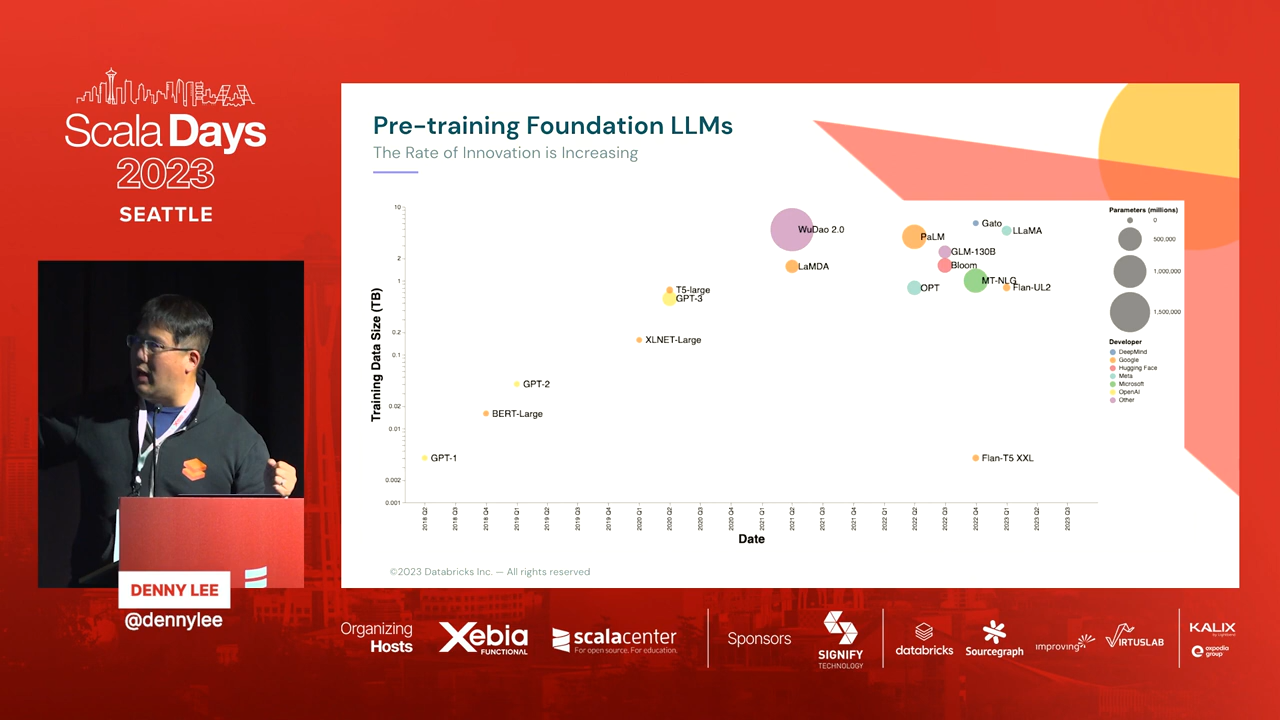 Scala Days
2023
SEATTLE
DENNY LEE
@dennylee
Pre-training Foundation LLMs
The Rate of Innovation is Increasing
Training Data Size (TB)
10
2
1
0.2
0.1
0.02
0.01
0.002
0.001
GPT-1
BERT-Large
GPT-2
XLNET-Large
T5-large
GPT-3
WuDao 2.0
LaMDA
PaLM
OPT
GLM-130B
Bloom
Gato
MT-NLG
Flan-T5 XXL
LLaMA
Flan-UL2
2018 Q2
2018 Q3
2018 Q4
2019 Q1
2019 Q2
2019 Q3
2019 Q4
2020 Q1
2020 Q2
2020 Q3
2020 Q4
2021 Q1
2021 Q2
2021 Q3
2021 Q4
2022 Q1
2022 Q2
2022 Q3
2022 Q4
2023 Q1
2023 Q2
2023 Q3
Date
Parameters (millions)
0
500,000
1,000,000
1,500,000
Developer
DeepMind
Google
Hugging Face
Meta
Microsoft
OpenAI
Other
©2023 Databricks Inc. — All rights reserved
Organizing
Hosts
Xebia
FUNCTIONAL
scalacenter
For open source. For education.
Sponsors
SIGNIFY
TECHNOLOGY
databricks
Sourcegraph
improving
VIRTUSLAB
KALIX
by Lightbend
expedia
group